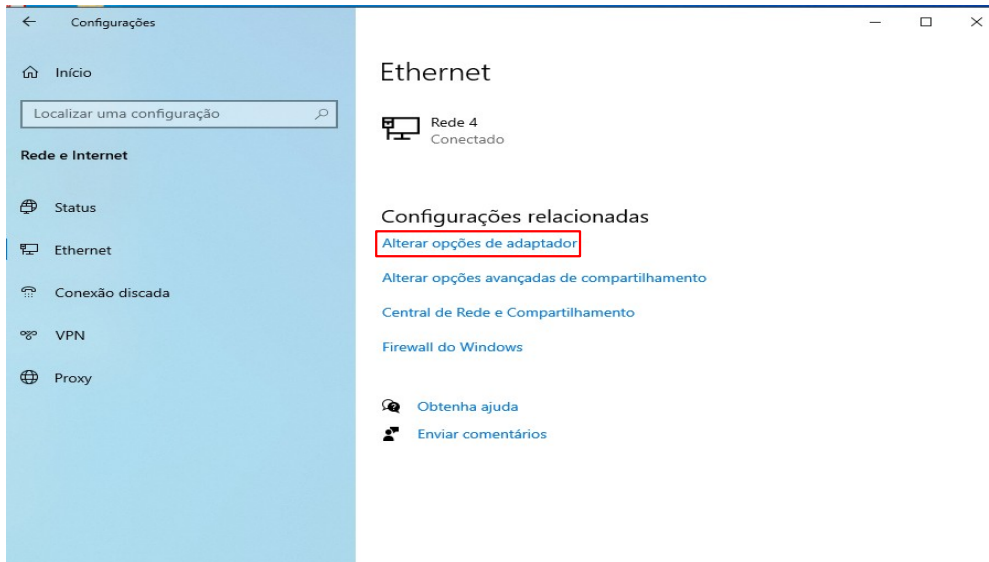 Configurações
Início
Localizar uma configuração
Rede e Internet
Status
Ethernet
Conexão discada
VPN
Proxy
Ethernet
Rede 4
Conectado
Configurações relacionadas
Alterar opções de adaptador
Alterar opções avançadas de compartilhamento
Central de Rede e Compartilhamento
Firewall do Windows
Obtenha ajuda
Enviar comentários